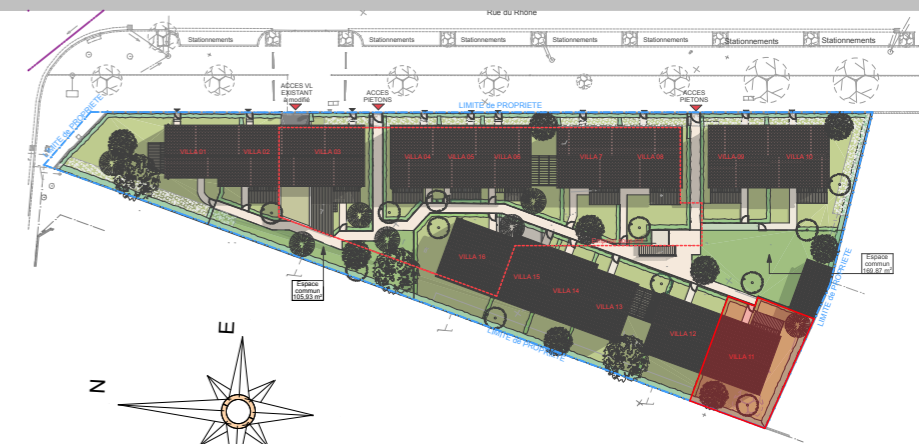 Rue du Rhône
Stationnements
Stationnements
Stationnements
Stationnements
Stationnements
Stationnements
Stationnements
ACCES VL
EXISTANT
à modifié
ACCES
PIETONS
ACCES
PIETONS
LIMITE de PROPRIETE
LIMITE de PROPRIETE
VILLA 01
VILLA 02
VILLA 03
VILLA 04
VILLA 05
VILLA 06
VILLA 7
VILLA 08
VILLA 09
VILLA 10
VILLA 16
VILLA 15
VILLA 14
VILLA 13
VILLA 12
VILLA 11
Espace
commun
105,93 m²
Espace
commun
169,87 m²
LIMITE de PROPRIETE
LIMITE de PROPRIETE
E
N